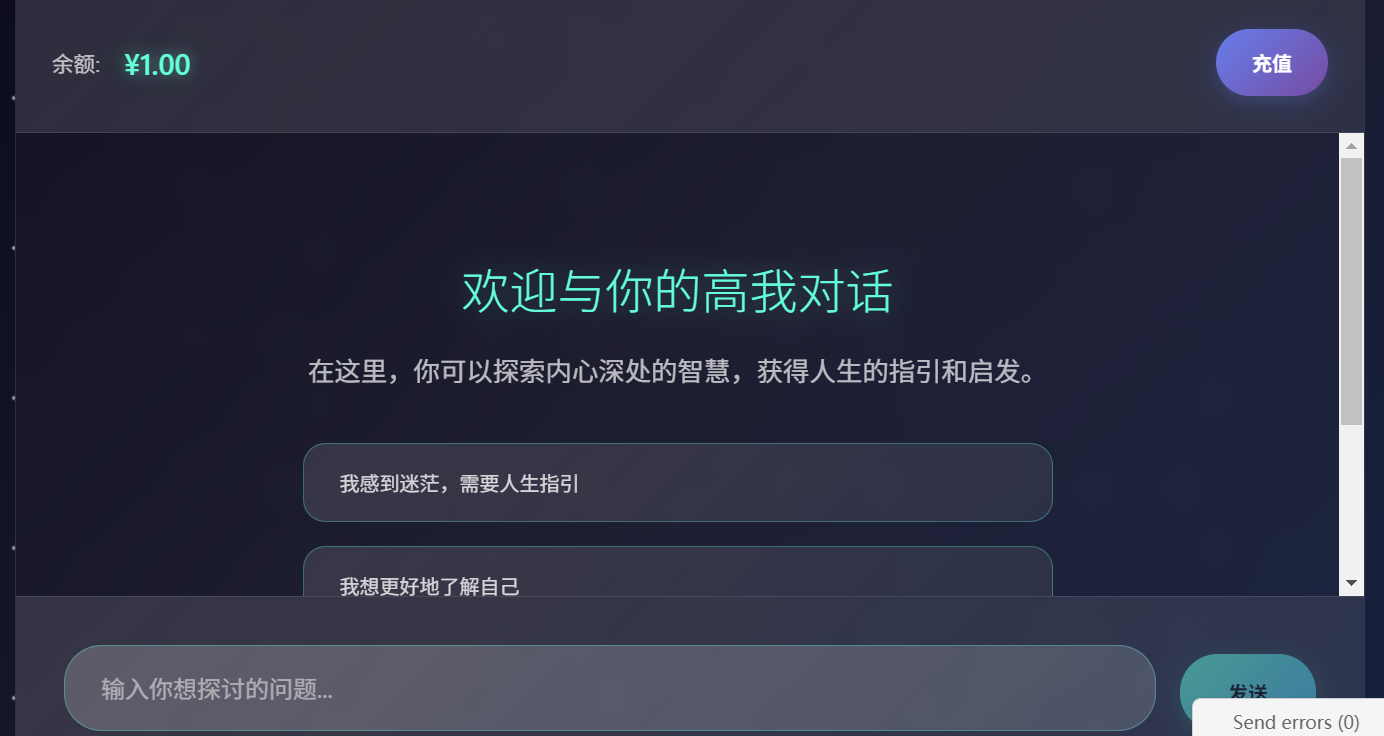 余额: ¥1.00
充值
欢迎与你的高我对话
在这里，你可以探索内心深处的智慧，获得人生的指引和启发。
我感到迷茫，需要人生指引
我想更好地了解自己
输入你想探讨的问题...
发送
Send errors (0)